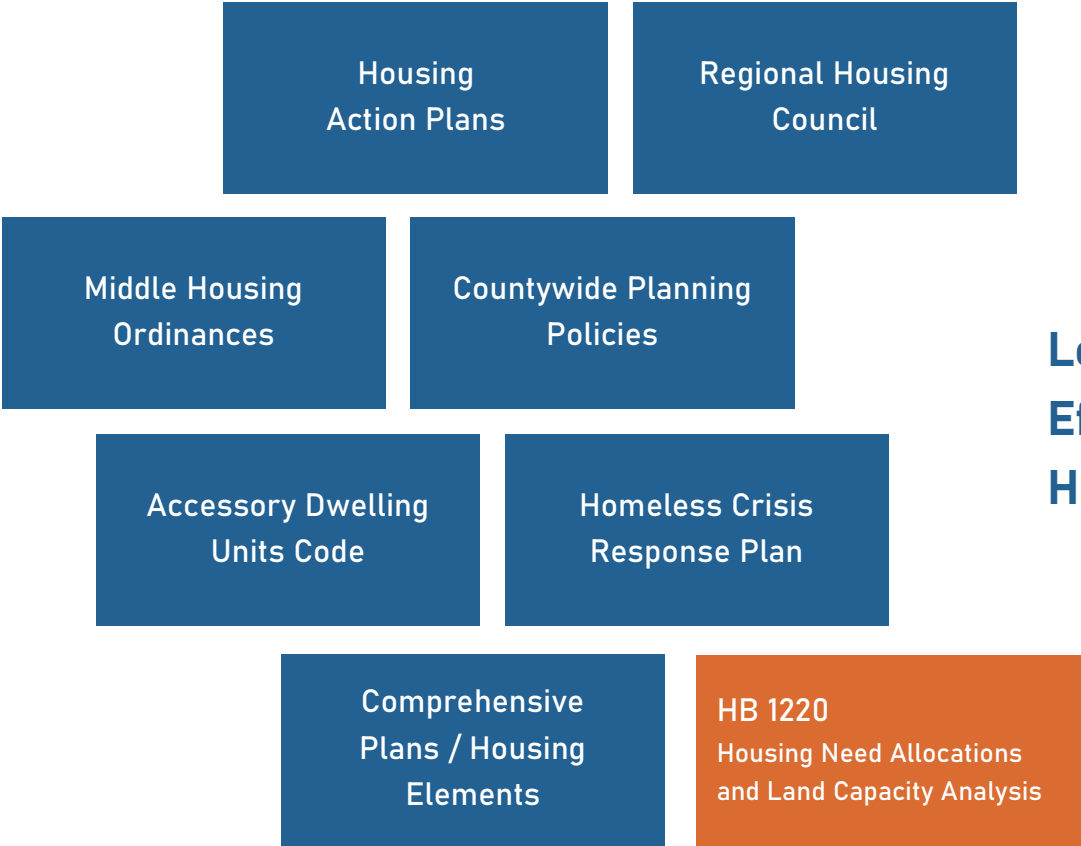 Housing
Action Plans
Regional Housing
Council
Middle Housing
Ordinances
Countywide Planning
Policies
Accessory Dwelling
Units Code
Homeless Crisis
Response Plan
Comprehensive
Plans / Housing
Elements
HB 1220
Housing Need Allocations
and Land Capacity Analysis